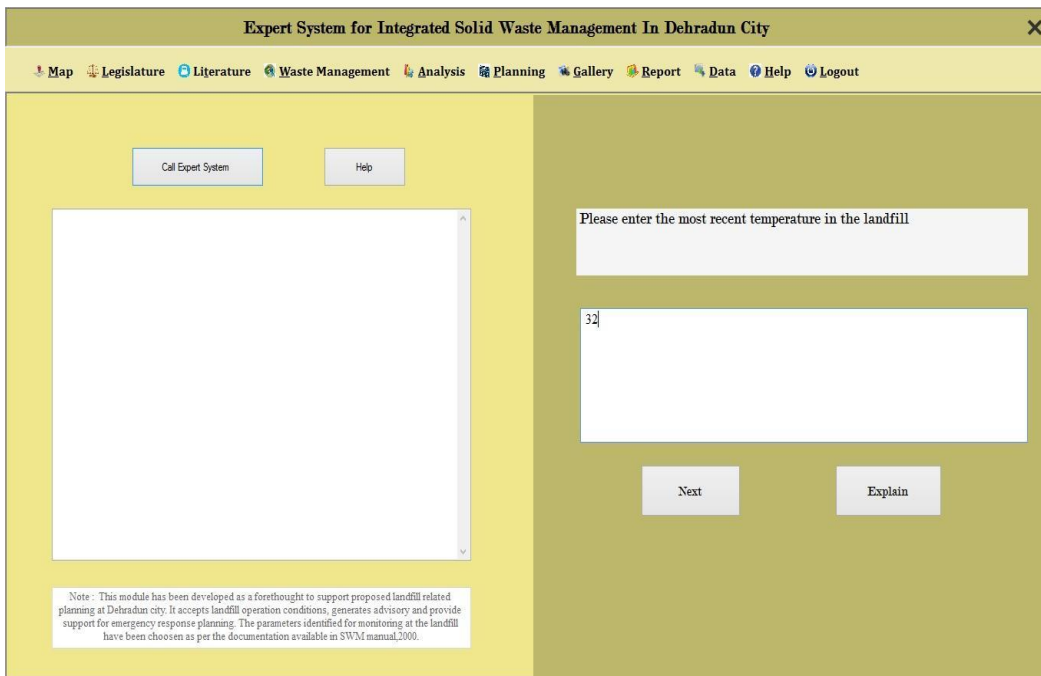 Expert System for Integrated Solid Waste Management In Dehradun City
Map Legislature Literature Waste Management Analysis Planning Gallery Report Data Help Logout
Call Expert System Help
Please enter the most recent temperature in the landfill
32
Next Explain
Note : This module has been developed as a forethought to support proposed landfill related
planning at Dehradun city. It accepts landfill operation conditions, generates advisory and provide
support for emergency response planning. The parameters identified for monitoring at the landfill
have been choosen as per the documentation available in SWM manual,2000.